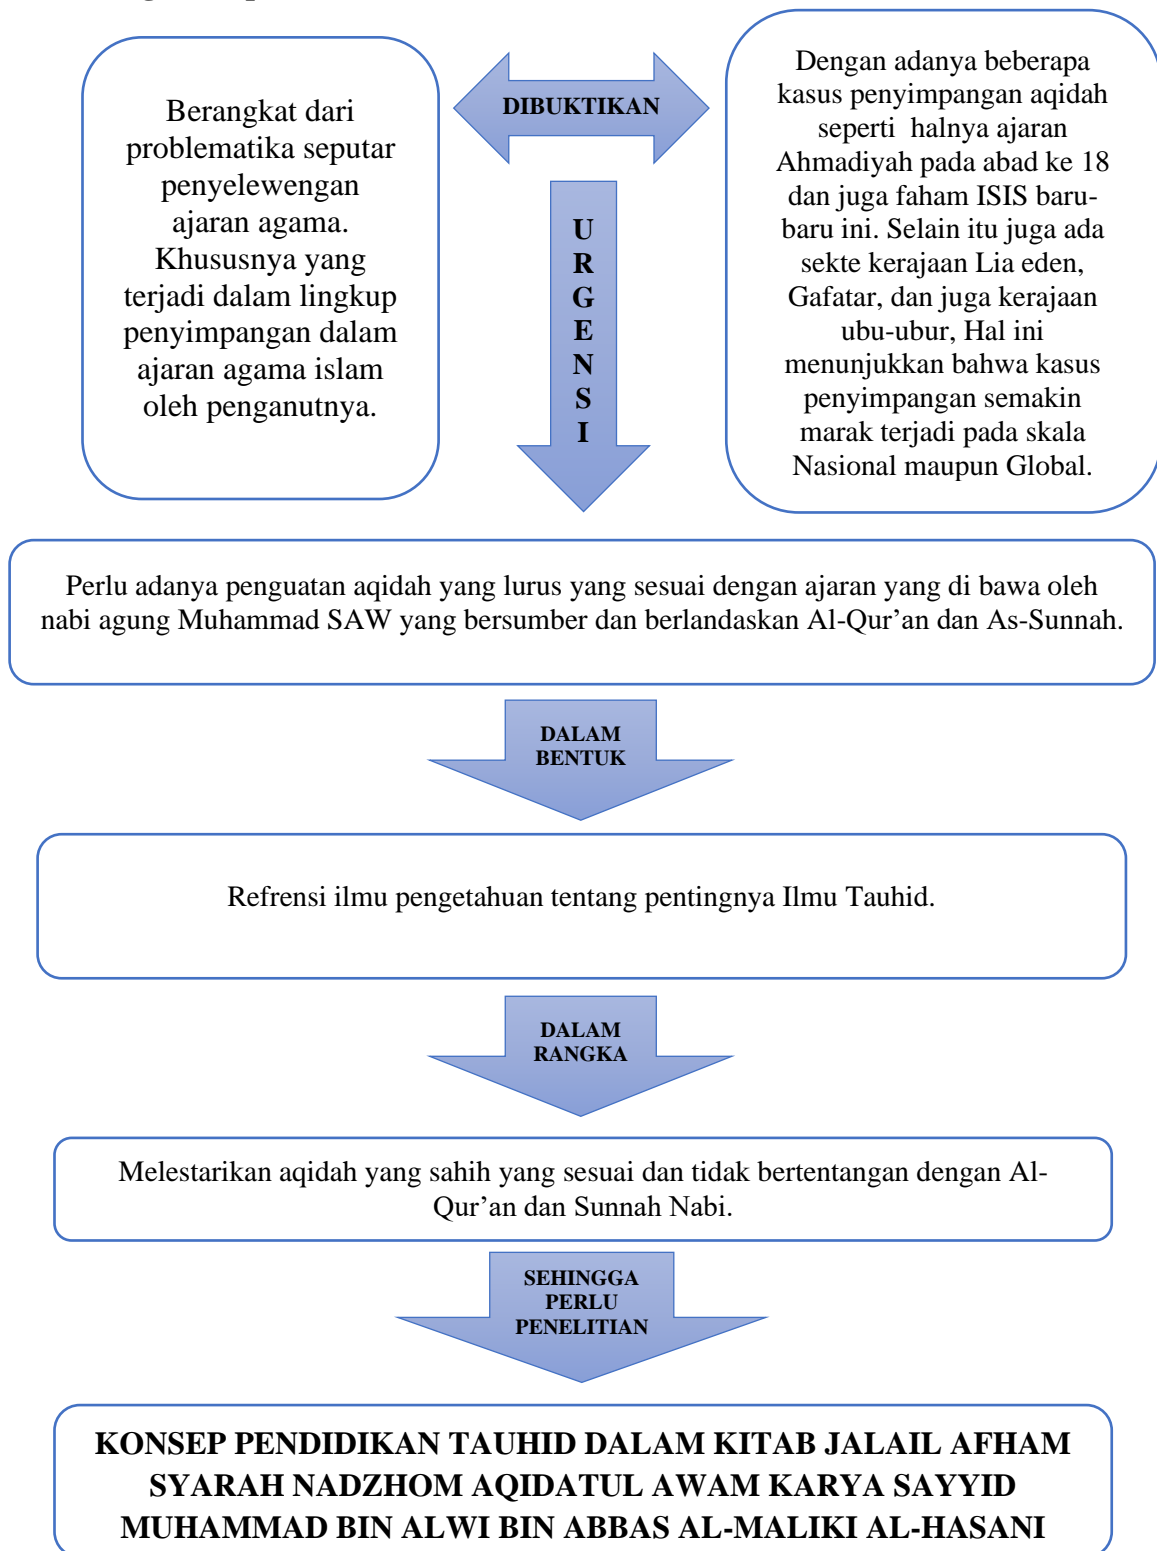 Berangkat dari
problematika seputar
penyelewengan
ajaran agama.
Khususnya yang
terjadi dalam lingkup
penyimpangan dalam
ajaran agama islam
oleh penganutnya.
DIBUKTIKAN
Dengan adanya beberapa
kasus penyimpangan aqidah
seperti halnya ajaran
Ahmadiyah pada abad ke 18
dan juga faham ISIS baru-
baru ini. Selain itu juga ada
sekte kerajaan Lia eden,
Gafatar, dan juga kerajaan
ubu-ubur, Hal ini
menunjukkan bahwa kasus
penyimpangan semakin
marak terjadi pada skala
Nasional maupun Global.
U
R
G
E
N
S
I
Perlu adanya penguatan aqidah yang lurus yang sesuai dengan ajaran yang di bawa oleh
nabi agung Muhammad SAW yang bersumber dan berlandaskan Al-Qur’an dan As-Sunnah.
DALAM
BENTUK
Refrensi ilmu pengetahuan tentang pentingnya Ilmu Tauhid.
DALAM
RANGKA
Melestarikan aqidah yang sahih yang sesuai dan tidak bertentangan dengan Al-
Qur’an dan Sunnah Nabi.
SEHINGGA
PERLU
PENELITIAN
KONSEP PENDIDIKAN TAUHID DALAM KITAB JALAIL AFHAM
SYARAH NADZHOM AQIDATUL AWAM KARYA SAYYID
MUHAMMAD BIN ALWI BIN ABBAS AL-MALIKI AL-HASANI